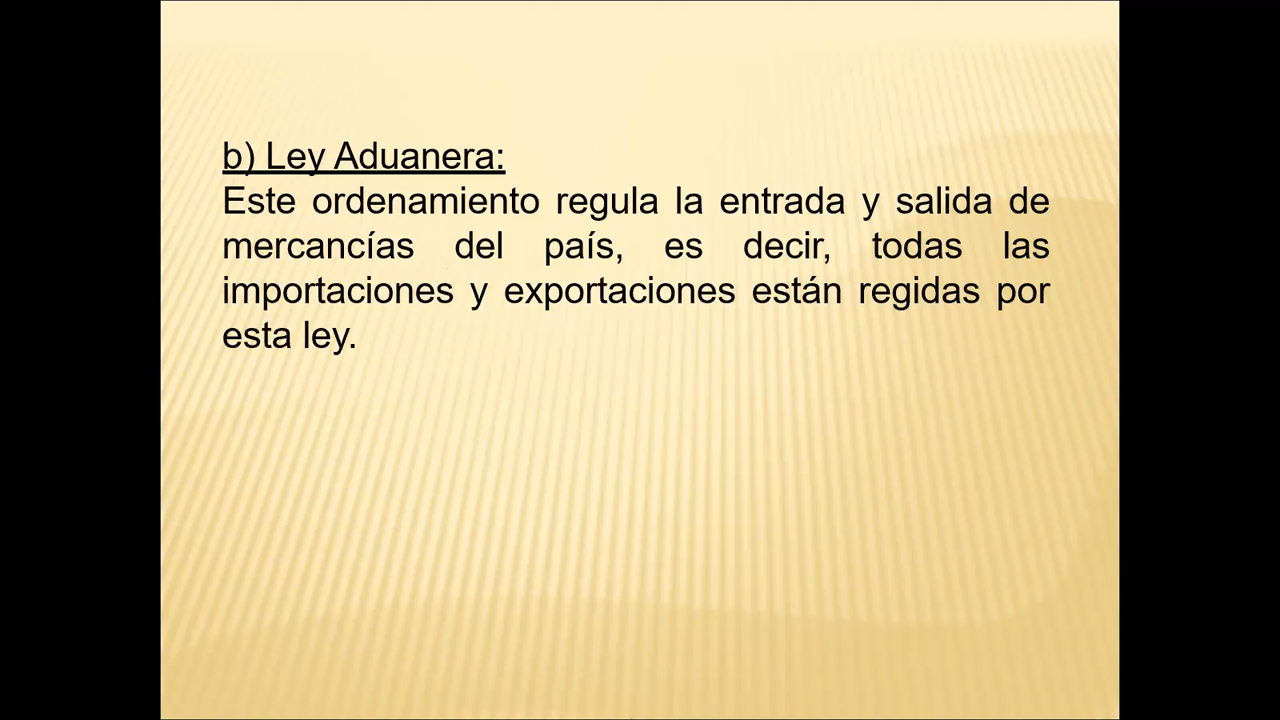 b) Ley Aduanera:
Este ordenamiento regula la entrada y salida de
mercancías del país, es decir, todas las
importaciones y exportaciones están regidas por
esta ley.